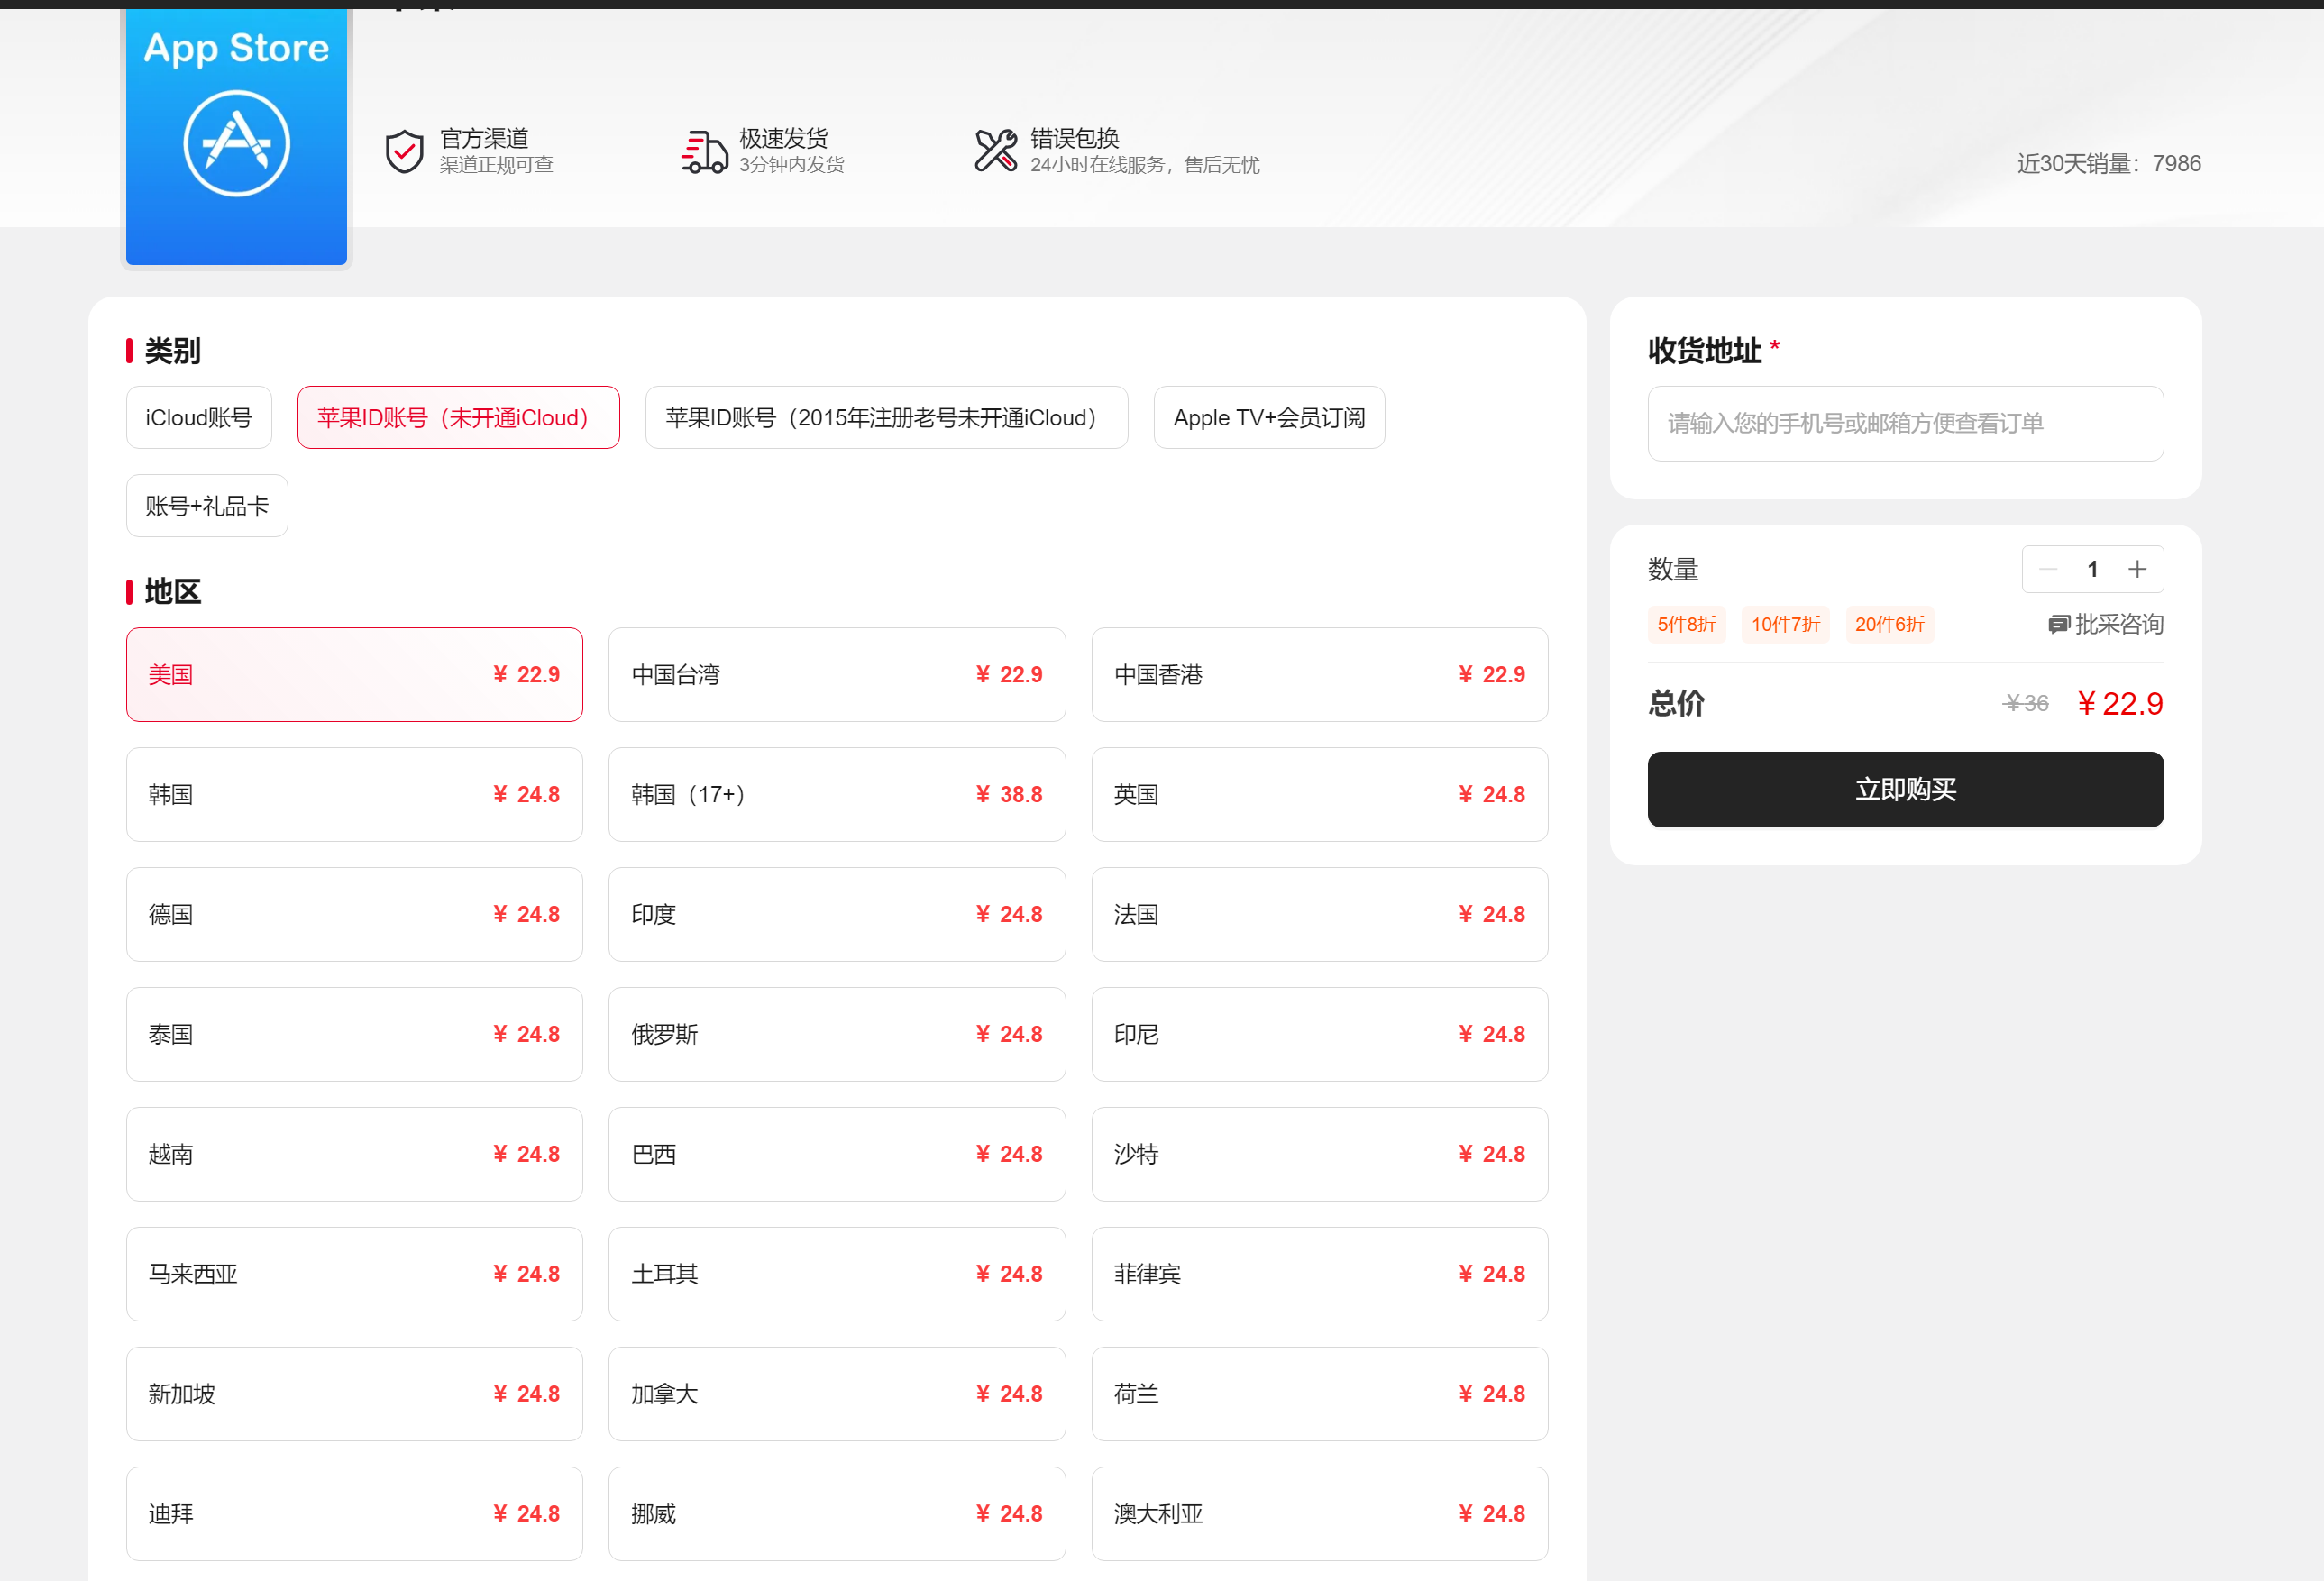 App Store
官方渠道
渠道正规可查
极速发货
3分钟内发货
错误包换
24小时在线服务，售后无忧
近30天销量：7986
类别
iCloud账号
苹果ID账号（未开通iCloud）
苹果ID账号（2015年注册老号未开通iCloud）
Apple TV+会员订阅
账号+礼品卡
地区
美国 ¥ 22.9
中国台湾 ¥ 22.9
中国香港 ¥ 22.9
韩国 ¥ 24.8
韩国（17+） ¥ 38.8
英国 ¥ 24.8
德国 ¥ 24.8
印度 ¥ 24.8
法国 ¥ 24.8
泰国 ¥ 24.8
俄罗斯 ¥ 24.8
印尼 ¥ 24.8
越南 ¥ 24.8
巴西 ¥ 24.8
沙特 ¥ 24.8
马来西亚 ¥ 24.8
土耳其 ¥ 24.8
菲律宾 ¥ 24.8
新加坡 ¥ 24.8
加拿大 ¥ 24.8
荷兰 ¥ 24.8
迪拜 ¥ 24.8
挪威 ¥ 24.8
澳大利亚 ¥ 24.8
收货地址 *
请输入您的手机号或邮箱方便查看订单
数量 1
5件8折 10件7折 20件6折 批采咨询
总价 ¥36 ¥22.9
立即购买